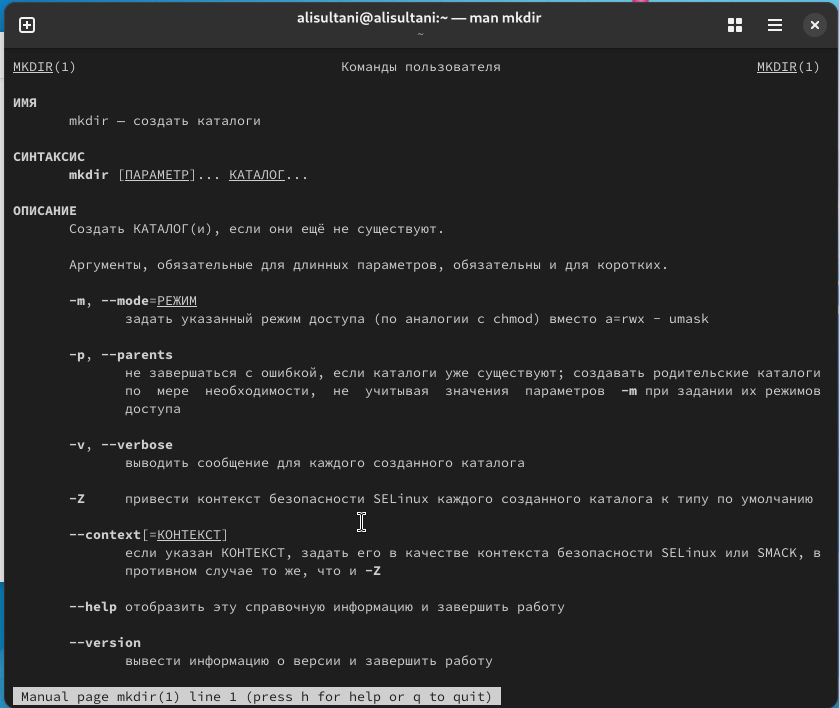 alisultani@alisultani:~ — man mkdir
~
MKDIR(1) Команды пользователя MKDIR(1)
ИМЯ
mkdir — создать каталоги
СИНТАКСИС
mkdir [ПАРАМЕТР]... КАТАЛОГ...
ОПИСАНИЕ
Создать КАТАЛОГ(и), если они ещё не существуют.
Аргументы, обязательные для длинных параметров, обязательны и для коротких.
-m, --mode=РЕЖИМ
задать указанный режим доступа (по аналогии с chmod) вместо a=rwx - umask
-p, --parents
не завершаться с ошибкой, если каталоги уже существуют; создавать родительские каталоги
по мере необходимости, не учитывая значения параметров -m при задании их режимов
доступа
-v, --verbose
выводить сообщение для каждого созданного каталога
-Z привести контекст безопасности SELinux каждого созданного каталога к типу по умолчанию
--context[=КОНТЕКСТ]
если указан КОНТЕКСТ, задать его в качестве контекста безопасности SELinux или SMACK, в
противном случае то же, что и -Z
--help отобразить эту справочную информацию и завершить работу
--version
вывести информацию о версии и завершить работу
Manual page mkdir(1) line 1 (press h for help or q to quit)